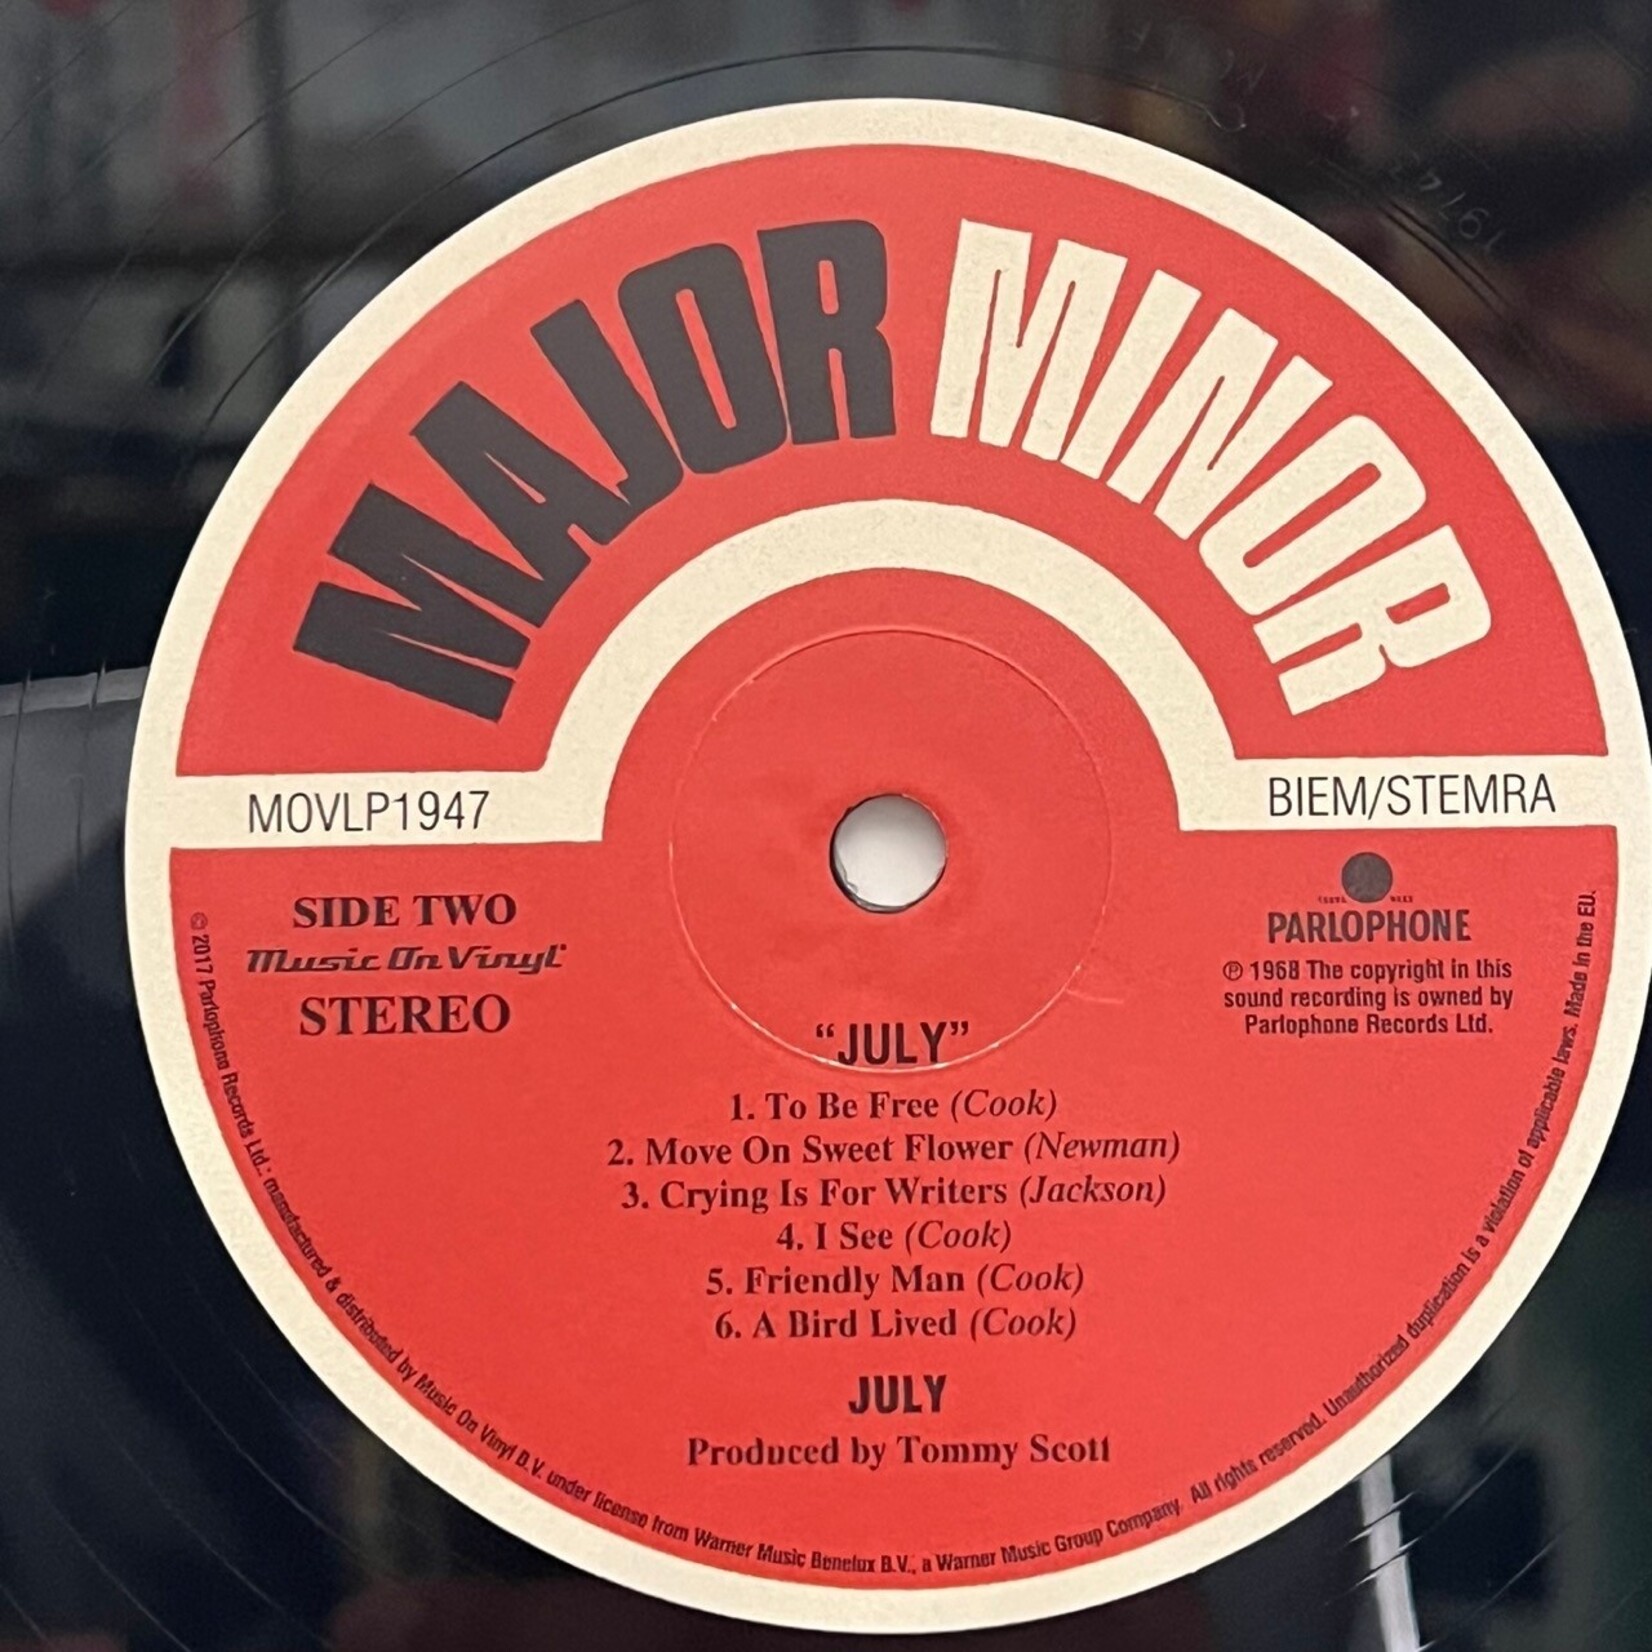 MAJOR MINOR
MOVLP1947
BIEM/STEMRA
SIDE TWO
Music On Vinyl
STEREO
PARLOPHONE
℗ 1968 The copyright in this
sound recording is owned by
Parlophone Records Ltd.
“JULY”
1. To Be Free (Cook)
2. Move On Sweet Flower (Newman)
3. Crying Is For Writers (Jackson)
4. I See (Cook)
5. Friendly Man (Cook)
6. A Bird Lived (Cook)
JULY
Produced by Tommy Scott
© 2017 Parlophone Records Ltd.; manufactured & distributed by Music On Vinyl B.V. under license from Warner Music Benelux B.V., a Warner Music Group Company. All rights reserved. Unauthorized duplication is a violation of applicable laws. Made in the EU.